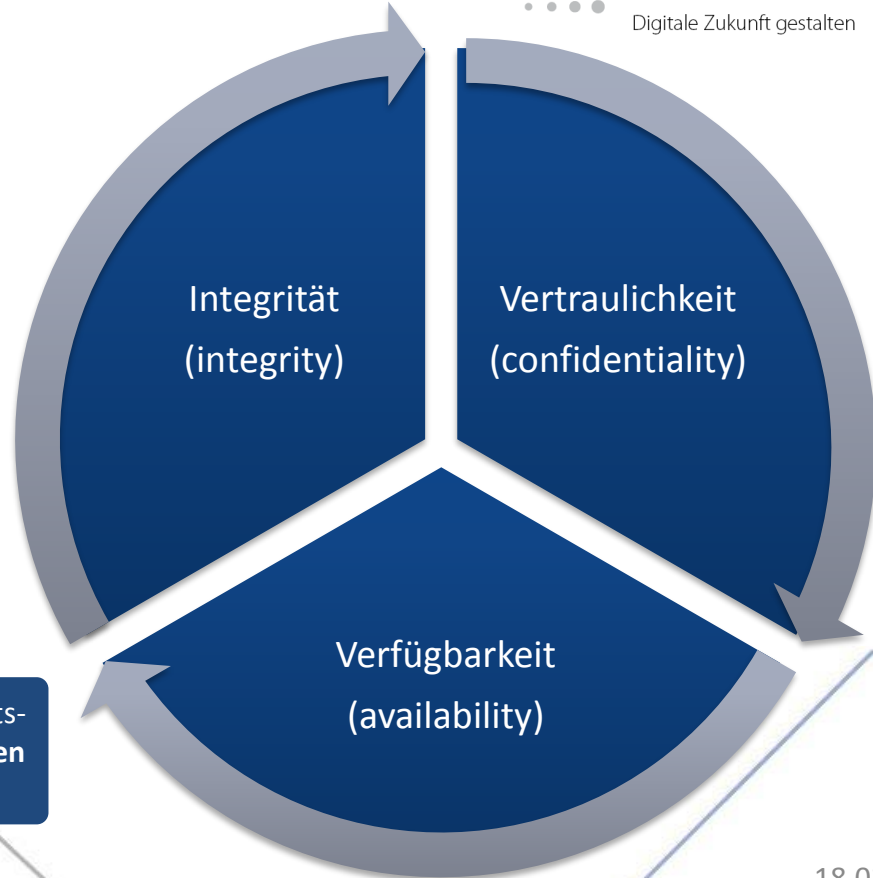 Digitale Zukunft gestalten
Integrität
(integrity)
Vertraulichkeit
(confidentiality)
Verfügbarkeit
(availability)